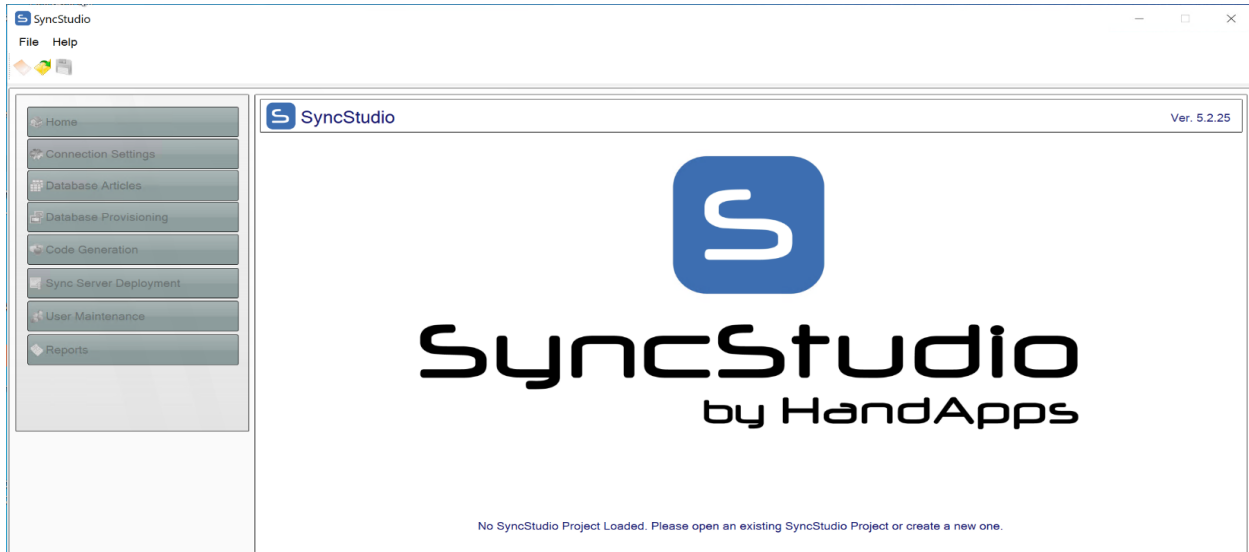 SyncStudio
File Help
Home
Connection Settings
Database Articles
Database Provisioning
Code Generation
Sync Server Deployment
User Maintenance
Reports
SyncStudio Ver. 5.2.25
SyncStudio
by HandApps
No SyncStudio Project Loaded. Please open an existing SyncStudio Project or create a new one.